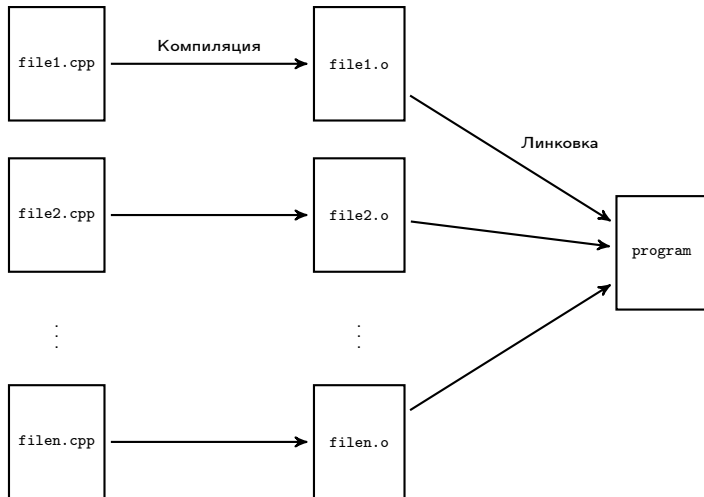 Компиляция
file1.cpp
file1.o
Линковка
file2.cpp
file2.o
program
filen.cpp
filen.o